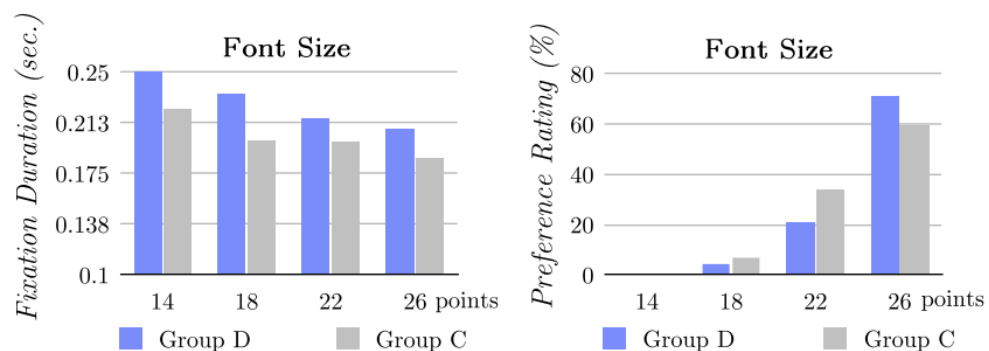 Font Size
Fixation Duration (sec.)
0.25
0.213
0.175
0.138
0.1
14 18 22 26 points
Group D Group C
Font Size
Preference Rating (%)
80
60
40
20
0
14 18 22 26 points
Group D Group C